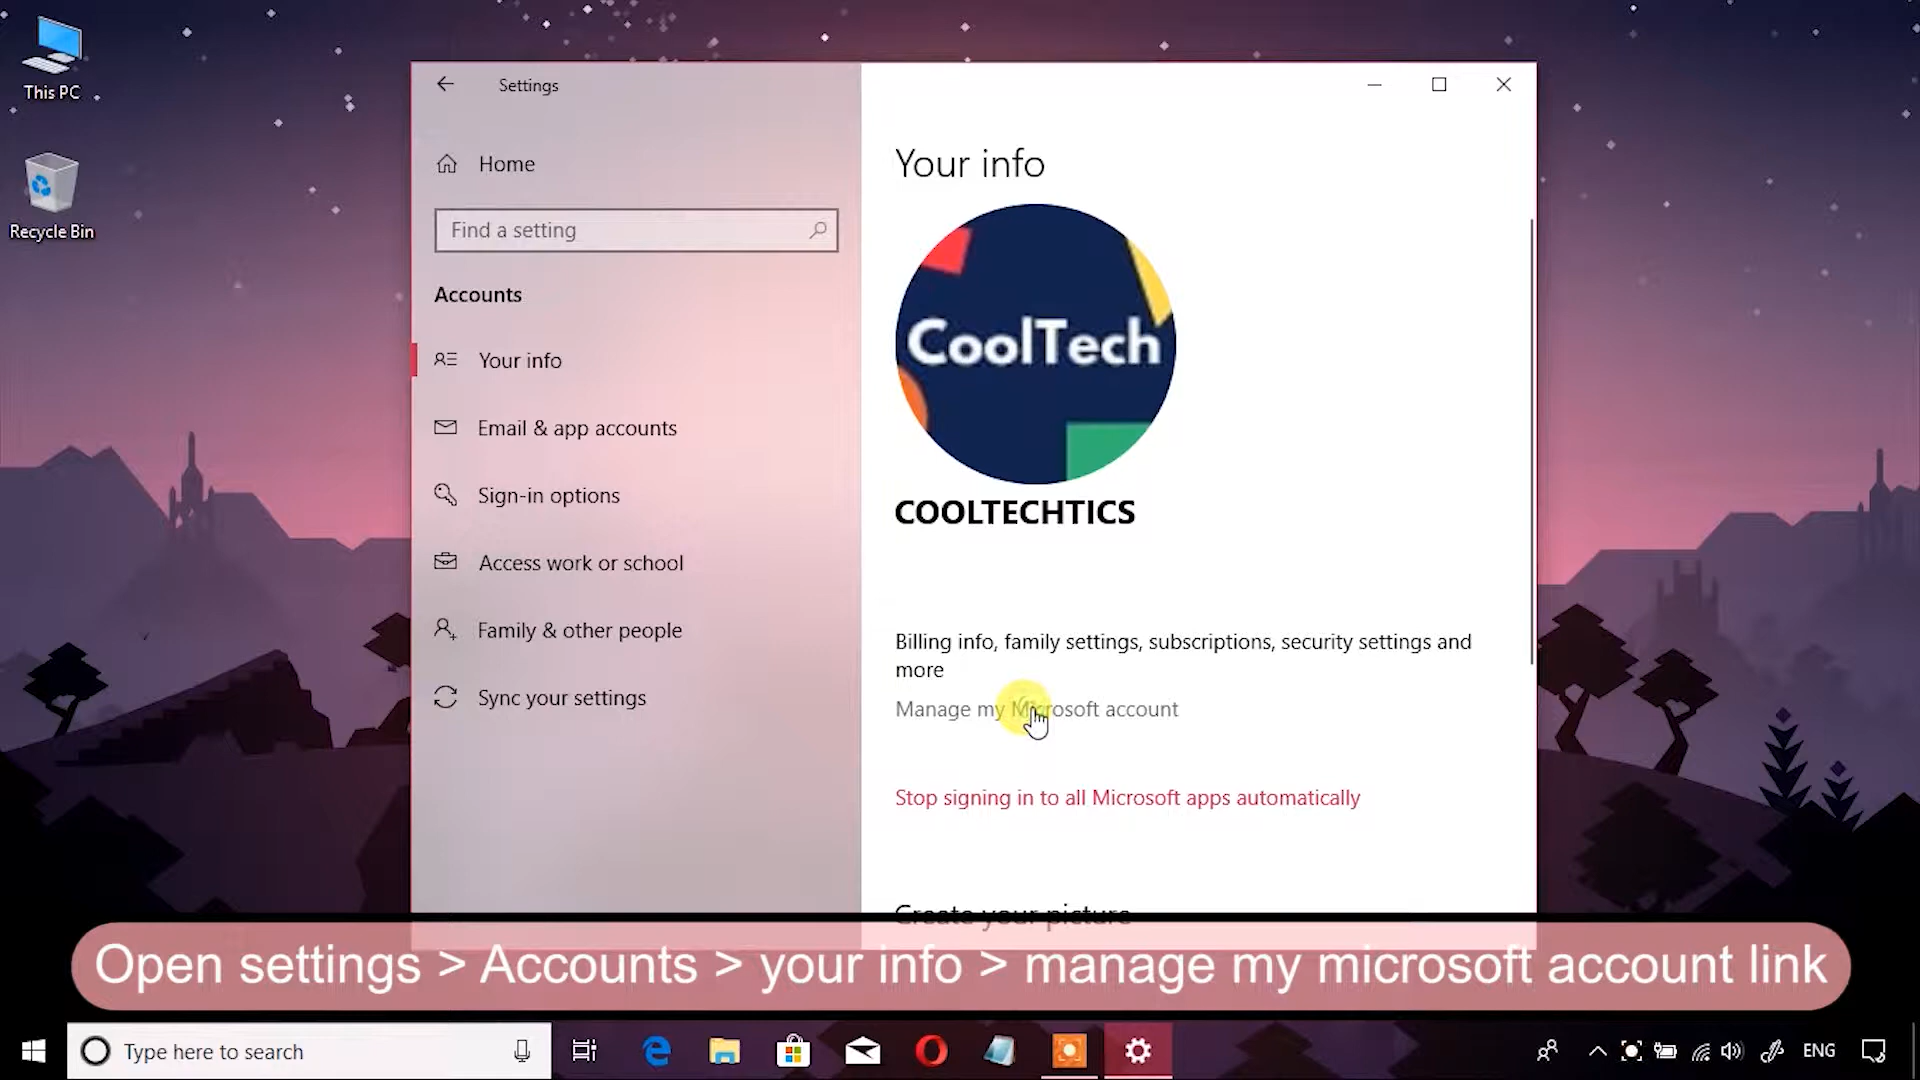 This PC
Recycle Bin
Settings
Home
Find a setting
Accounts
Your info
Email & app accounts
Sign-in options
Access work or school
Family & other people
Sync your settings
Your info
CoolTech
COOLTECHTICS
Billing info, family settings, subscriptions, security settings and
more
Manage my Microsoft account
Stop signing in to all Microsoft apps automatically
Create your picture
Open settings > Accounts > your info > manage my microsoft account link
Type here to search
ENG